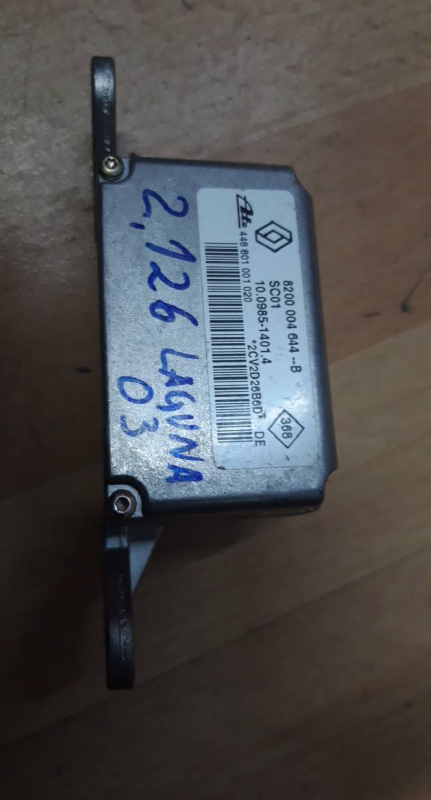 8200 004 644 --B
SC01
10.0985-1401.4
*2CV2D26B6D*
DE
368
Ate
448 801 001 020
2,126 LAGUNA
03